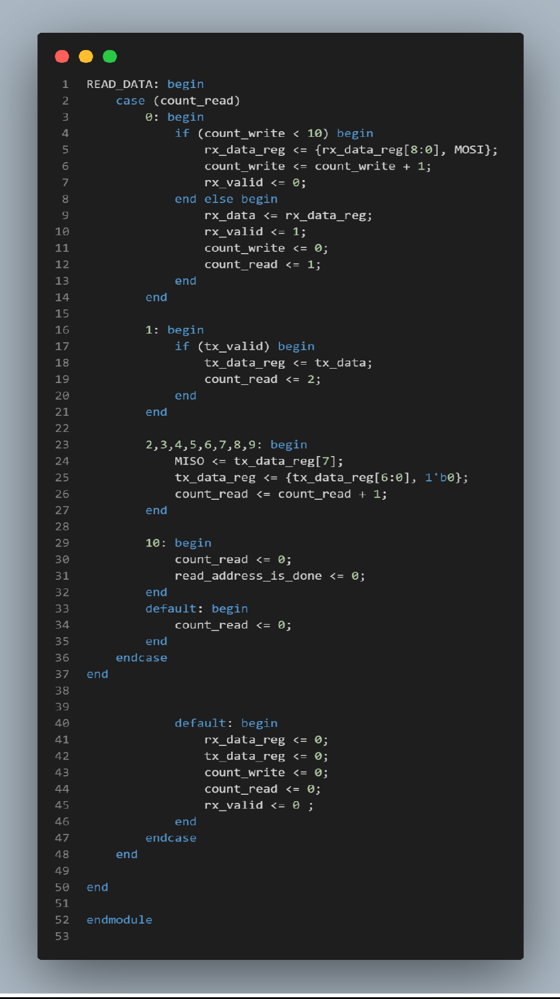 1 READ_DATA: begin
2     case (count_read)
3         0: begin
4             if (count_write < 10) begin
5                 rx_data_reg <= {rx_data_reg[8:0], MOSI};
6                 count_write <= count_write + 1;
7                 rx_valid <= 0;
8             end else begin
9                 rx_data <= rx_data_reg;
10                 rx_valid <= 1;
11                 count_write <= 0;
12                 count_read <= 1;
13             end
14         end
15
16         1: begin
17             if (tx_valid) begin
18                 tx_data_reg <= tx_data;
19                 count_read <= 2;
20             end
21         end
22
23         2,3,4,5,6,7,8,9: begin
24             MISO <= tx_data_reg[7];
25             tx_data_reg <= {tx_data_reg[6:0], 1'b0};
26             count_read <= count_read + 1;
27         end
28
29         10: begin
30             count_read <= 0;
31             read_address_is_done <= 0;
32         end
33         default: begin
34             count_read <= 0;
35         end
36     endcase
37 end
38
39
40             default: begin
41                 rx_data_reg <= 0;
42                 tx_data_reg <= 0;
43                 count_write <= 0;
44                 count_read <= 0;
45                 rx_valid <= 0 ;
46             end
47         endcase
48     end
49
50 end
51
52 endmodule
53